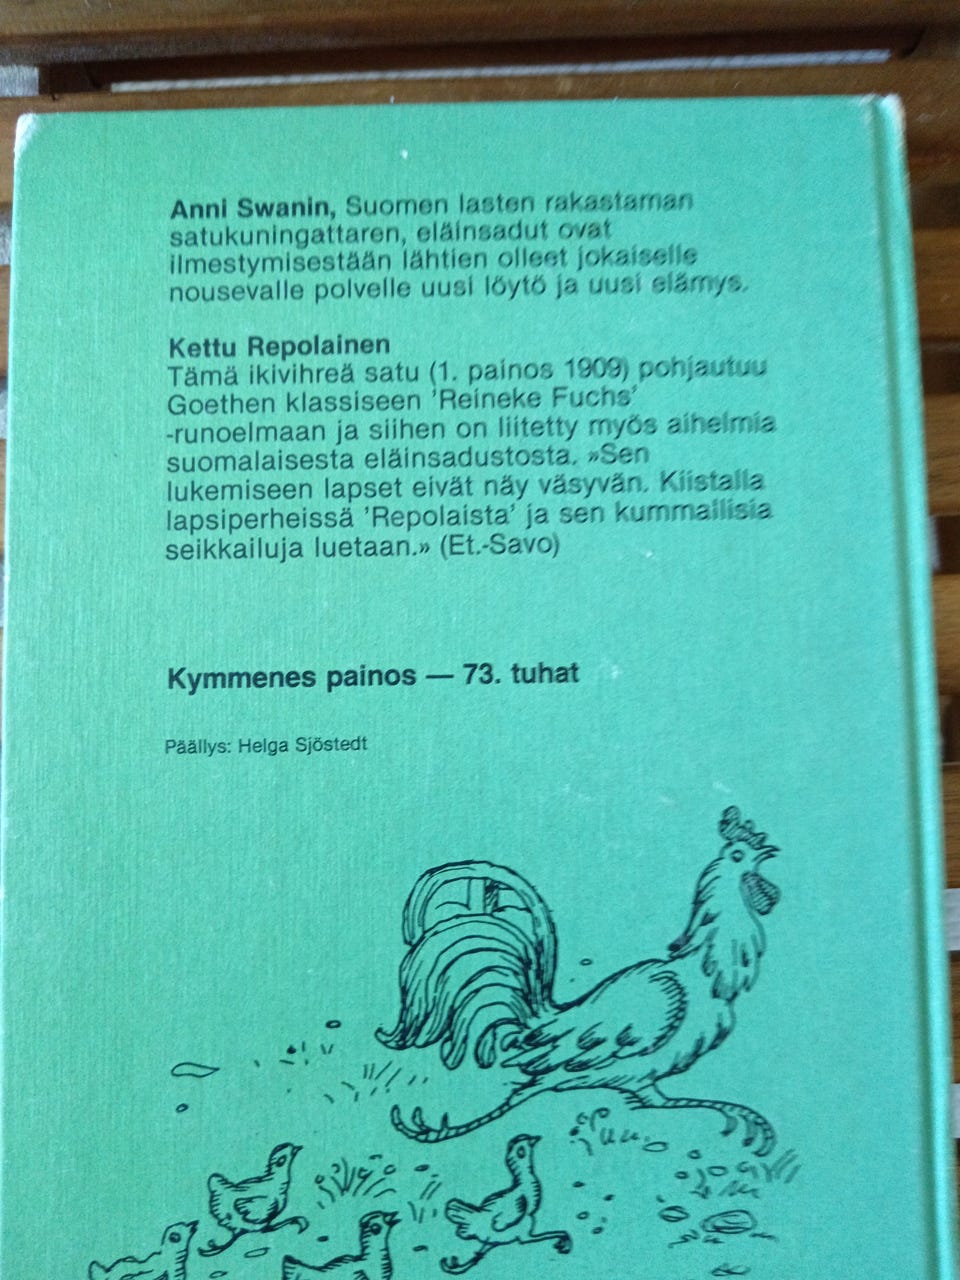 Anni Swanin, Suomen lasten rakastaman
satukuningattaren, eläinsadut ovat
ilmestymisestään lähtien olleet jokaiselle
nousevalle polvelle uusi löytö ja uusi elämys.
Kettu Repolainen
Tämä ikivihreä satu (1. painos 1909) pohjautuu
Goethen klassiseen 'Reineke Fuchs'
-runoelmaan ja siihen on liitetty myös aihelmia
suomalaisesta eläinsadustosta. »Sen
lukemiseen lapset eivät näy väsyvän. Kiistalla
lapsiperheissä 'Repolaista' ja sen kummallisia
seikkailuja luetaan.» (Et.-Savo)
Kymmenes painos — 73. tuhat
Päällys: Helga Sjöstedt